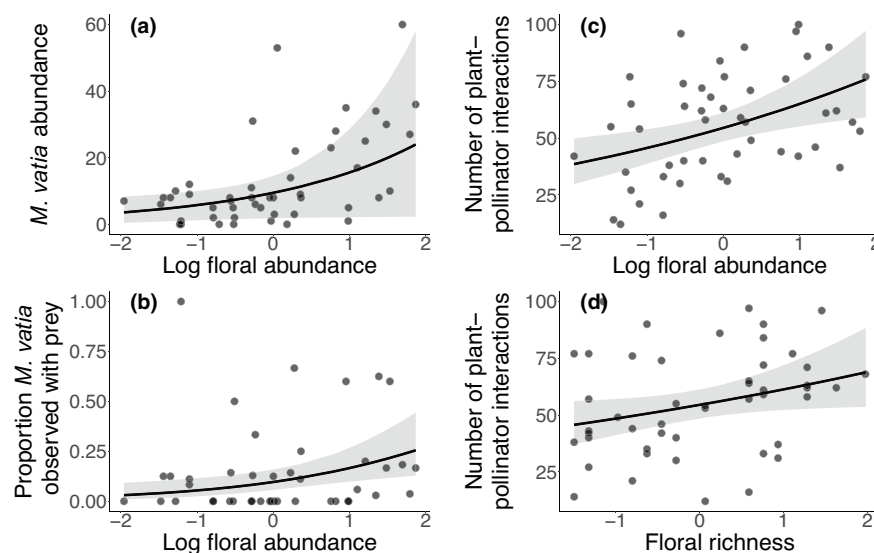 (a)
M. vatia abundance
60
40
20
0
−2
−1
0
1
2
Log floral abundance
(c)
Number of plant−
pollinator interactions
100
75
50
25
−2
−1
0
1
2
Log floral abundance
(b)
Proportion M. vatia
observed with prey
1.00
0.75
0.50
0.25
0.00
−2
−1
0
1
2
Log floral abundance
(d)
Number of plant−
pollinator interactions
100
75
50
25
−1
0
1
2
Floral richness